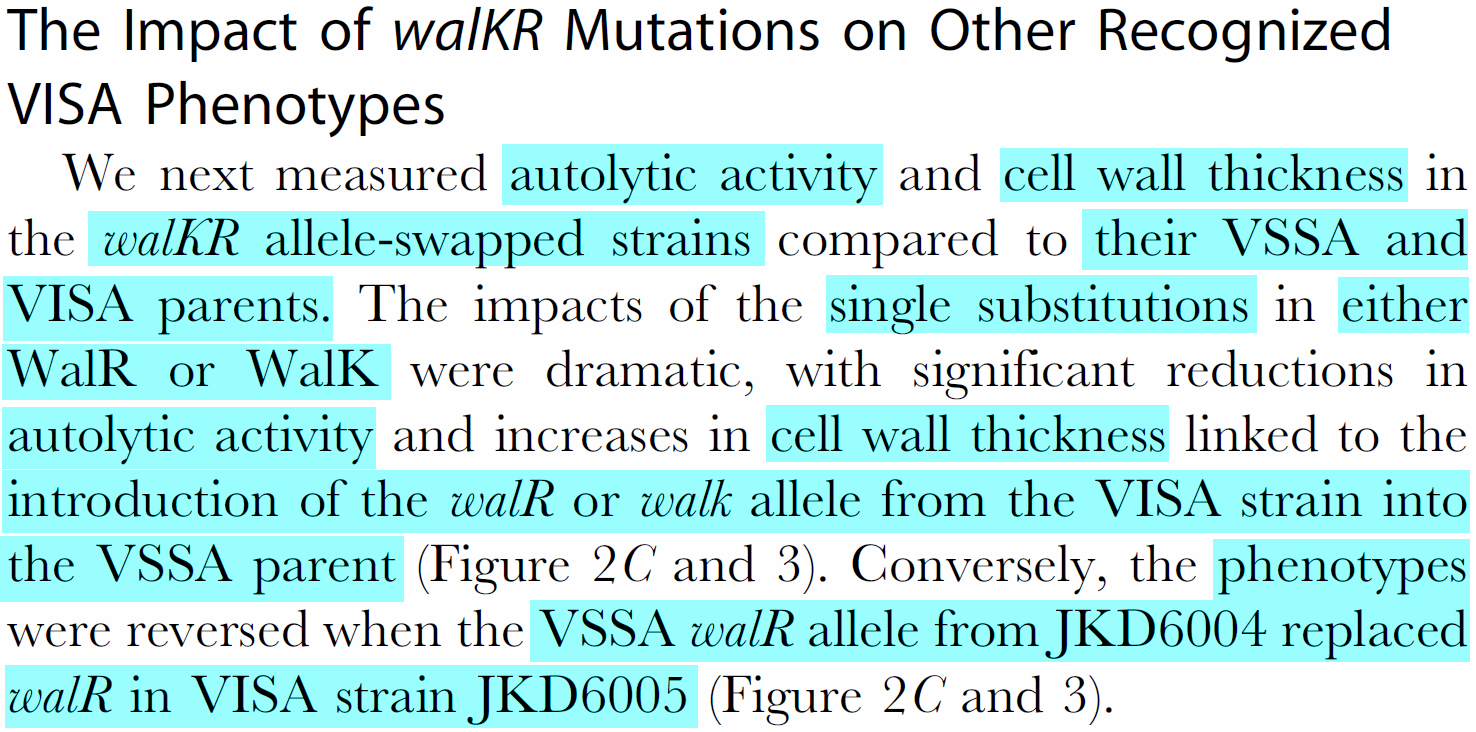 The Impact of walKR Mutations on Other Recognized
VISA Phenotypes
We next measured autolytic activity and cell wall thickness in
the walKR allele-swapped strains compared to their VSSA and
VISA parents. The impacts of the single substitutions in either
WalR or WalK were dramatic, with significant reductions in
autolytic activity and increases in cell wall thickness linked to the
introduction of the walR or walk allele from the VISA strain into
the VSSA parent (Figure 2C and 3). Conversely, the phenotypes
were reversed when the VSSA walR allele from JKD6004 replaced
walR in VISA strain JKD6005 (Figure 2C and 3).